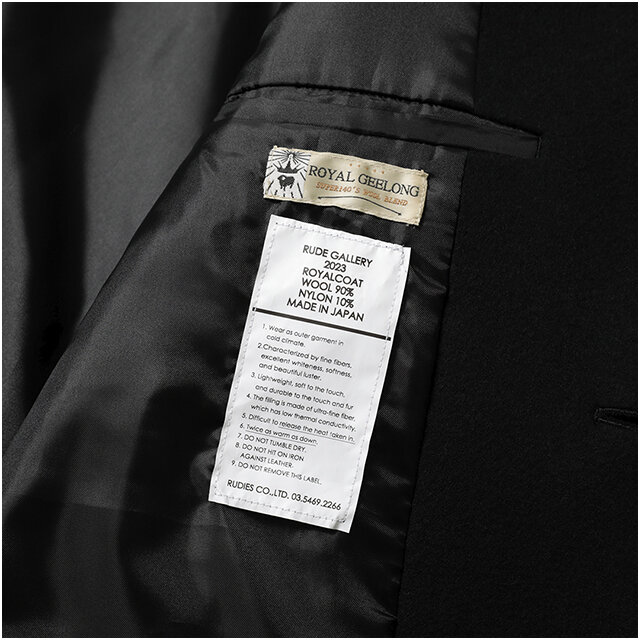 ROYAL GEELONG
SUPER140'S WOOL BLEND
RUDE GALLERY
2023
ROYALCOAT
WOOL 90%
NYLON 10%
MADE IN JAPAN
1. Wear as outer garment in
cold climate.
2.Characterized by fine fibers,
excellent whiteness, softness,
and beautiful luster.
3. Lightweight, soft to the touch,
and durable to the touch and fur
4. The filling is made of ultra-fine fiber,
which has low thermal conductivity.
5. Difficult to release the heat taken in.
6. Twice as warm as down.
7. DO NOT TUMBLE DRY.
8. DO NOT HIT ON IRON
AGAINST LEATHER.
9. DO NOT REMOVE THIS LABEL.
RUDIES CO.,LTD. 03.5469.2266